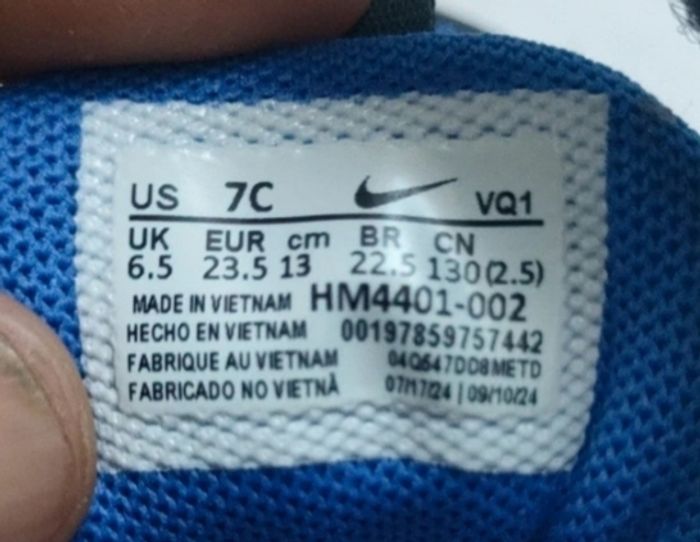 US 7C VQ1
UK EUR cm BR CN
6.5 23.5 13 22.5 130(2.5)
MADE IN VIETNAM HM4401-002
HECHO EN VIETNAM 00197859757442
FABRIQUE AU VIETNAM 04Q647DD8METD
FABRICADO NO VIETNÃ 07/17/24 | 09/10/24